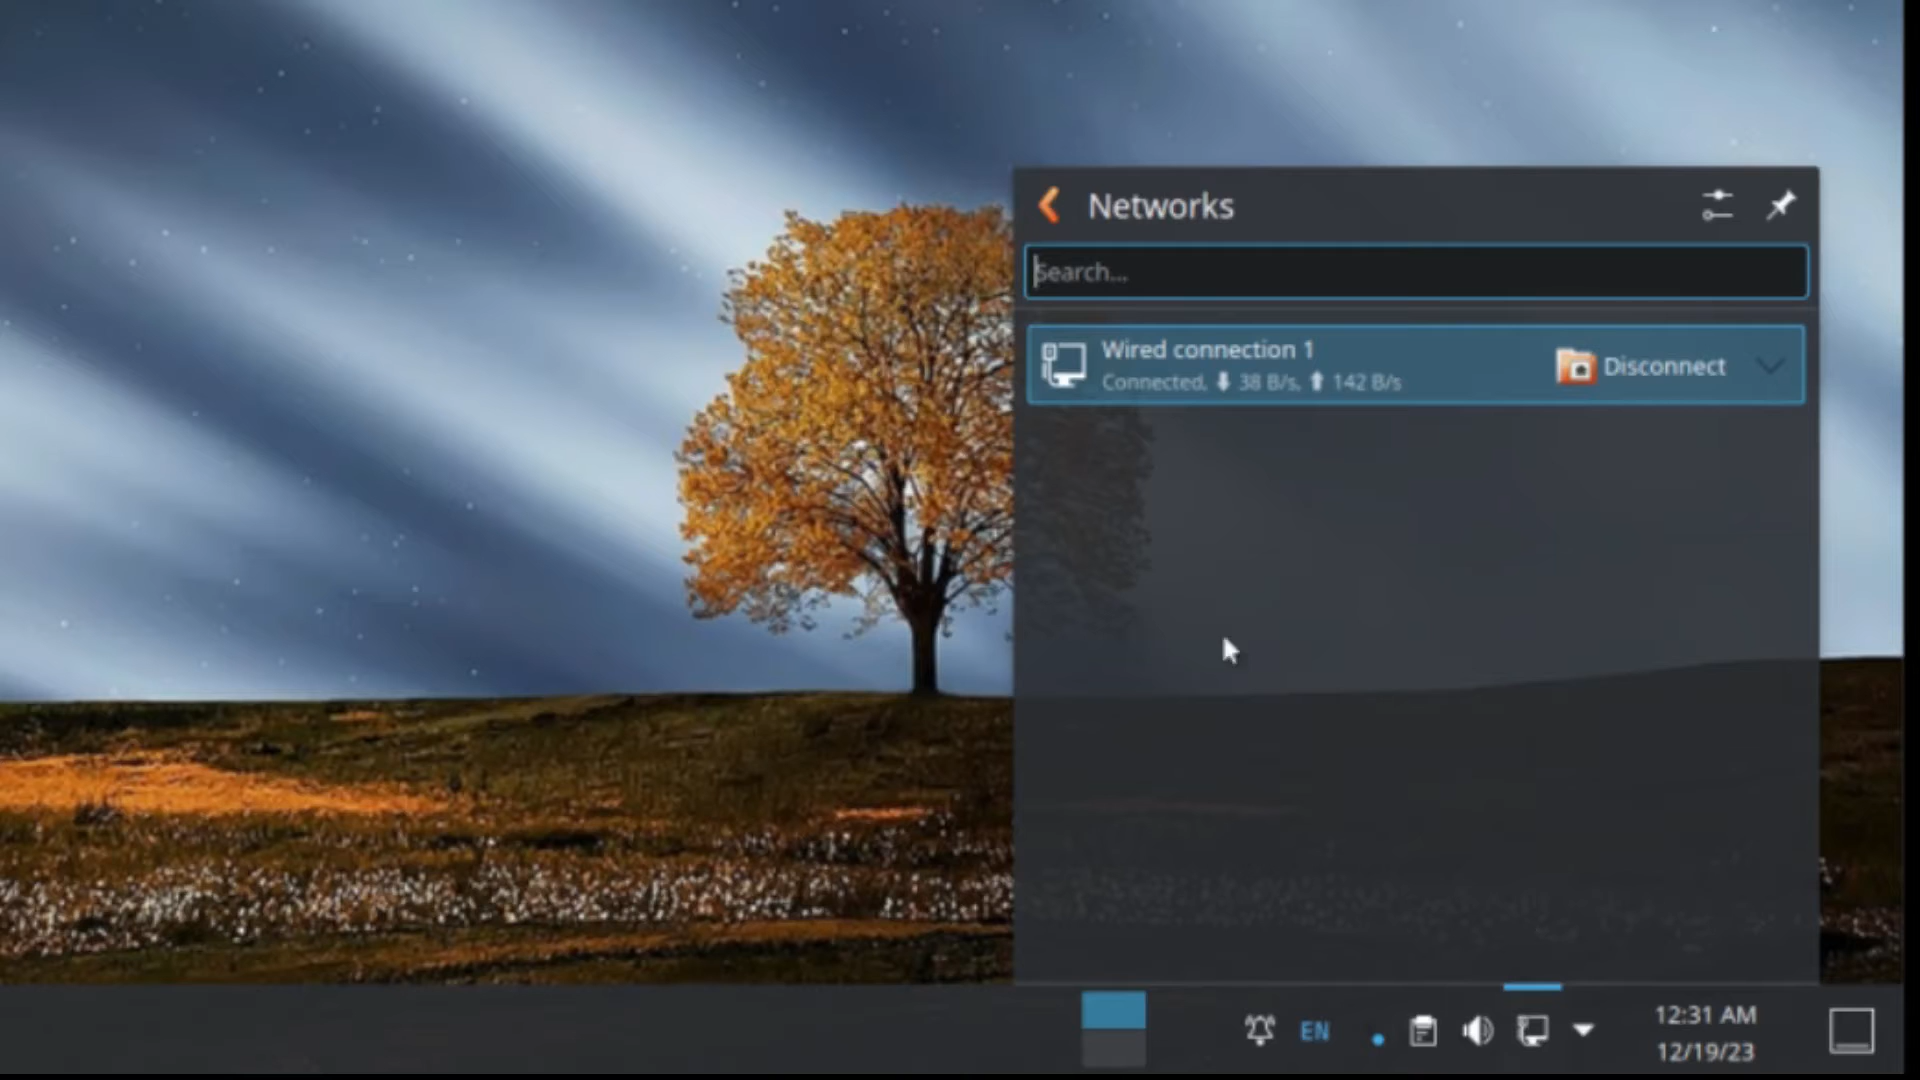 Networks
Search...
Wired connection 1
Connected, ⬇ 38 B/s, ⬆ 142 B/s
Disconnect
EN
12:31 AM
12/19/23